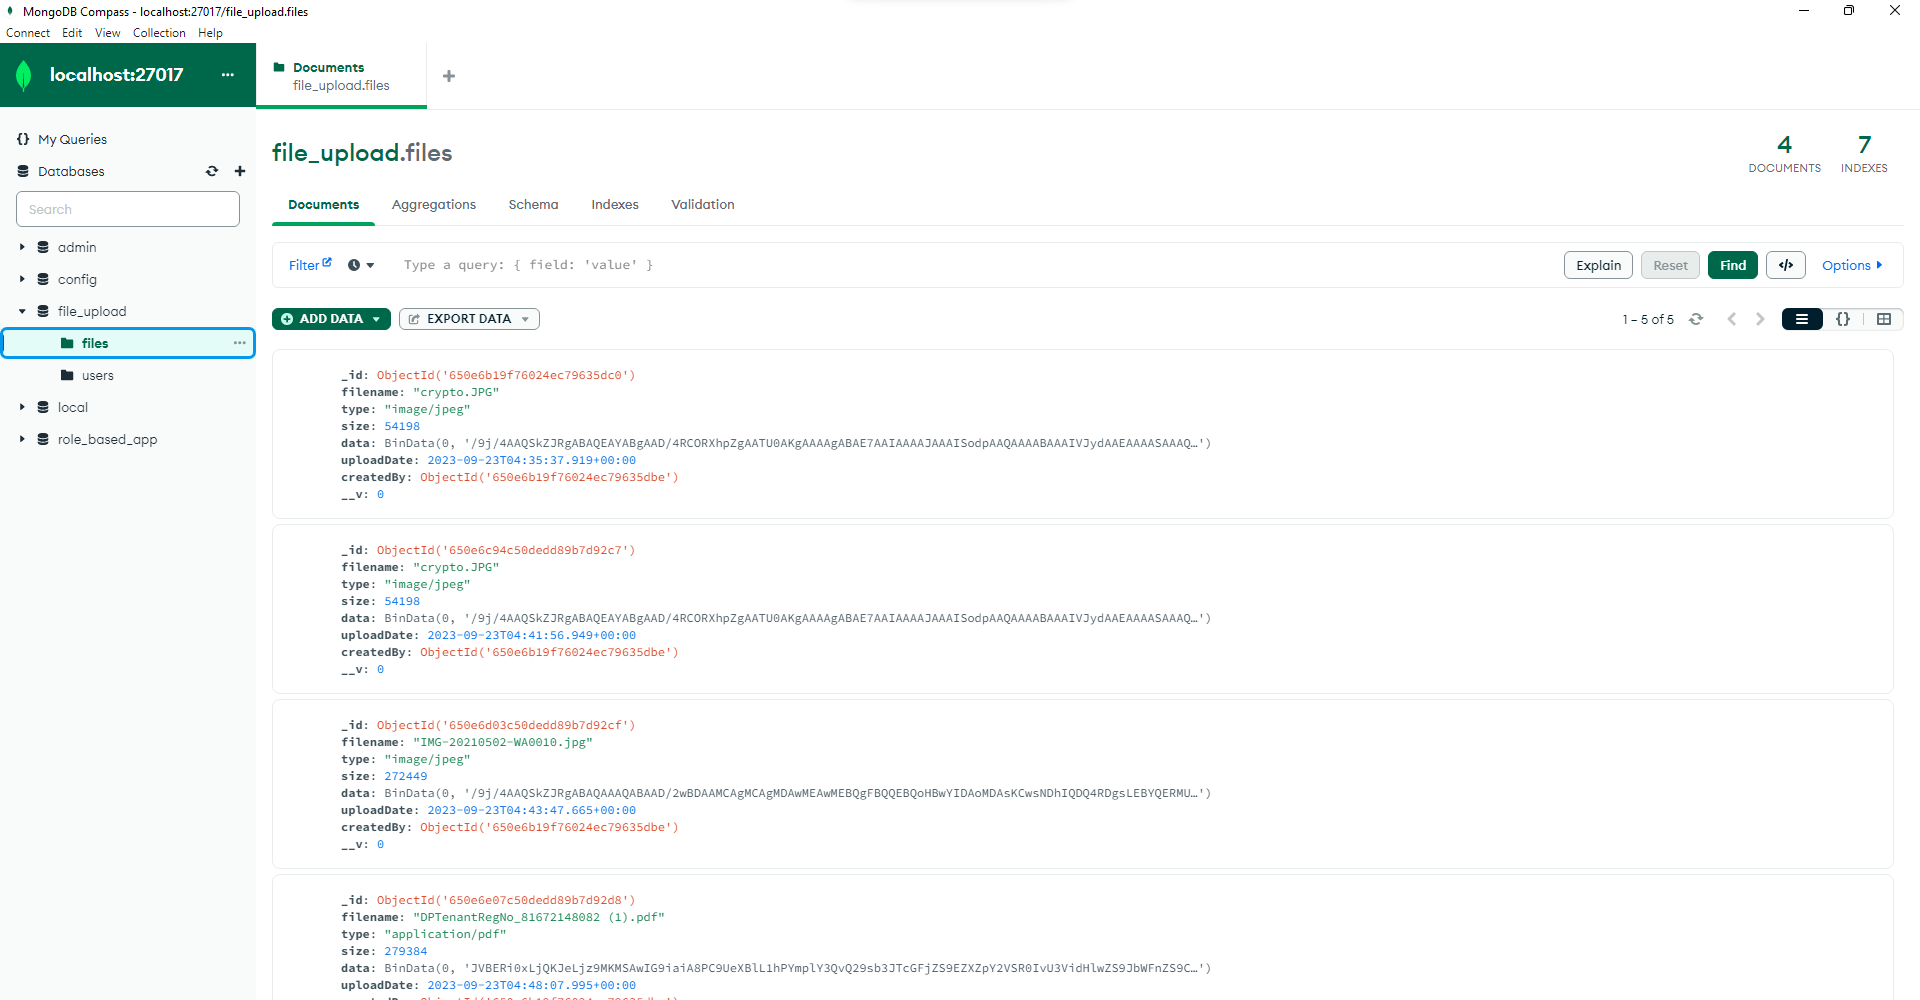 MongoDB Compass - localhost:27017/file_upload.files
Connect Edit View Collection Help
localhost:27017
Documents
file_upload.files
My Queries
Databases
Search
admin
config
file_upload
files
users
local
role_based_app
file_upload.files
4
DOCUMENTS
7
INDEXES
Documents Aggregations Schema Indexes Validation
Filter Type a query: { field: 'value' } Explain Reset Find </> Options
ADD DATA EXPORT DATA 1 – 5 of 5 {}
_id: ObjectId('650e6b19f76024ec79635dc0')
filename: "crypto.JPG"
type: "image/jpeg"
size: 54198
data: BinData(0, '/9j/4AAQSkZJRgABAQEAYABgAAD/4RCORXhpZgAATU0AKgAAAAgABAE7AAIAAAAJAAAISodpAAQAAAABAAAIVJydAAEAAAASAAAQ…')
uploadDate: 2023-09-23T04:35:37.919+00:00
createdBy: ObjectId('650e6b19f76024ec79635dbe')
__v: 0
_id: ObjectId('650e6c94c50dedd89b7d92c7')
filename: "crypto.JPG"
type: "image/jpeg"
size: 54198
data: BinData(0, '/9j/4AAQSkZJRgABAQEAYABgAAD/4RCORXhpZgAATU0AKgAAAAgABAE7AAIAAAAJAAAISodpAAQAAAABAAAIVJydAAEAAAASAAAQ…')
uploadDate: 2023-09-23T04:41:56.949+00:00
createdBy: ObjectId('650e6b19f76024ec79635dbe')
__v: 0
_id: ObjectId('650e6d03c50dedd89b7d92cf')
filename: "IMG-20210502-WA0010.jpg"
type: "image/jpeg"
size: 272449
data: BinData(0, '/9j/4AAQSkZJRgABAQAAAQABAAD/2wBDAAMCAgMCAgMDAwMEAwMEBQgFBQQEBQoHBwYIDAoMDAsKCwsNDhIQDQ4RDgsLEBYQERMU…')
uploadDate: 2023-09-23T04:43:47.665+00:00
createdBy: ObjectId('650e6b19f76024ec79635dbe')
__v: 0
_id: ObjectId('650e6e07c50dedd89b7d92d8')
filename: "DPTenantRegNo_81672148082 (1).pdf"
type: "application/pdf"
size: 279384
data: BinData(0, 'JVBERi0xLjQKJeLjz9MKMSAwIG9iaiA8PC9UeXBlL1hPYmplY3QvQ29sb3JTcGFjZS9EZXZpY2VSR0IvU3VidHlwZS9JbWFnZS9C…')
uploadDate: 2023-09-23T04:48:07.995+00:00
createdBy: ObjectId('650e6b19f76024ec79635dbe')